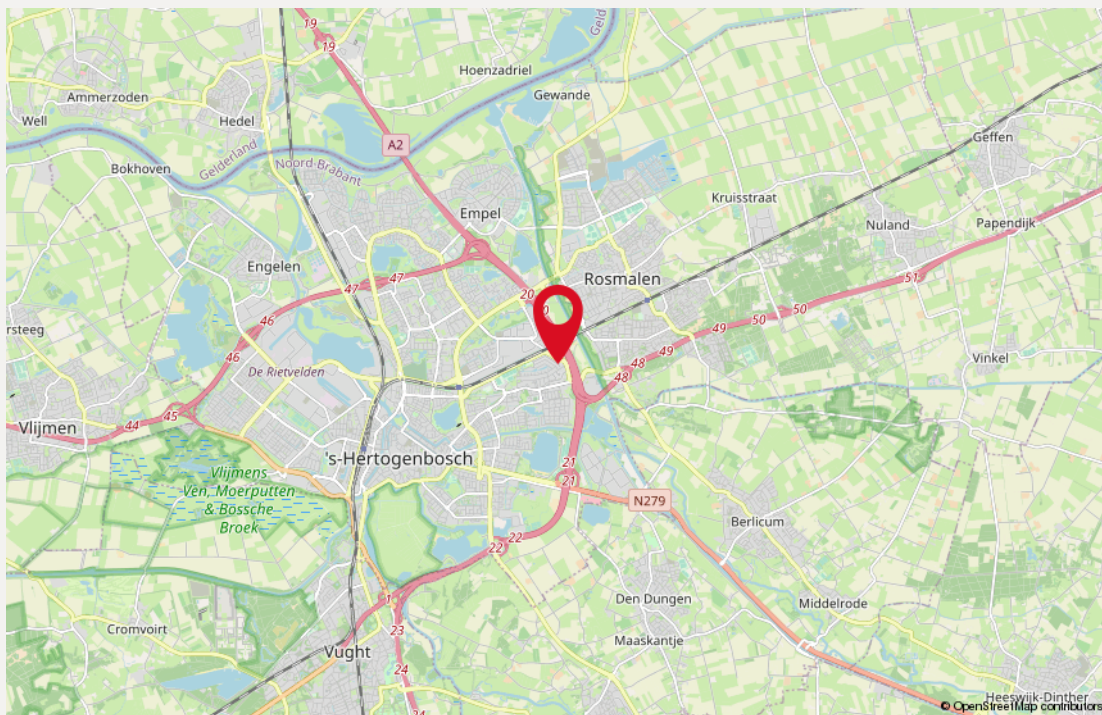 19
19
Hoenzadriel
Gelde
Ammerzoden
Gewande
Well
Hedel
A2
Geffen
Gelderland
Bokhoven
Noord-Brabant
Kruisstraat
Empel
Nuland
Papendijk
Engelen
47
47
Rosmalen
51
20
50
50
46
49
49
ersteeg
46
48
48
Vinkel
De Rietvelden
45
44
Vlijmen
's-Hertogenbosch
21
21
Vlijmens
Ven, Moerputten
& Bossche
Broek
N279
Berlicum
22
22
Den Dungen
Middelrode
Cromvoirt
23
Maaskantje
Vught
24
24
Heeswijk-Dinther
© OpenStreetMap contributors